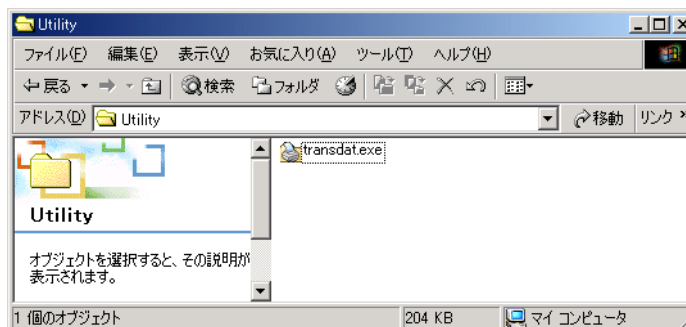 Utility
ファイル(F) 編集(E) 表示(V) お気に入り(A) ツール(T) ヘルプ(H)
戻る 検索 フォルダ
アドレス(D) Utility 移動 リンク »
transdat.exe
Utility
オブジェクトを選択すると、その説明が
表示されます。
1 個のオブジェクト 204 KB マイ コンピュータ